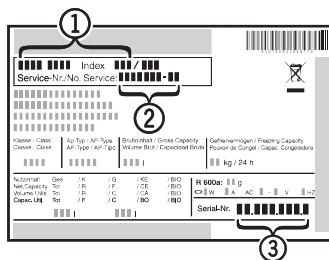 1
Index /
Service-Nr./No. Service: -
2
Klasse - Class Ap-Typ / AP-Type Bruttoinhalt / Gross Capacity Gefriervermögen / Freezing Capacity
Classe - Clase AP-Type / AP-Tipo Volume Brut / Capacidad Bruta Pouvoir de Congel / Cap. Congeladora
l kg / 24 h
Nutzinhalt Ges / K / G / KE / BIO
Net.Capacity Tot / R / F / CE / BIO
Volume Utile Tot / R / C / CA / BIO
Capac. Util Tot / F / C / BO / BIO
l l
R 600a: g
W A AC - V HZ
Serial-Nr. . .
3